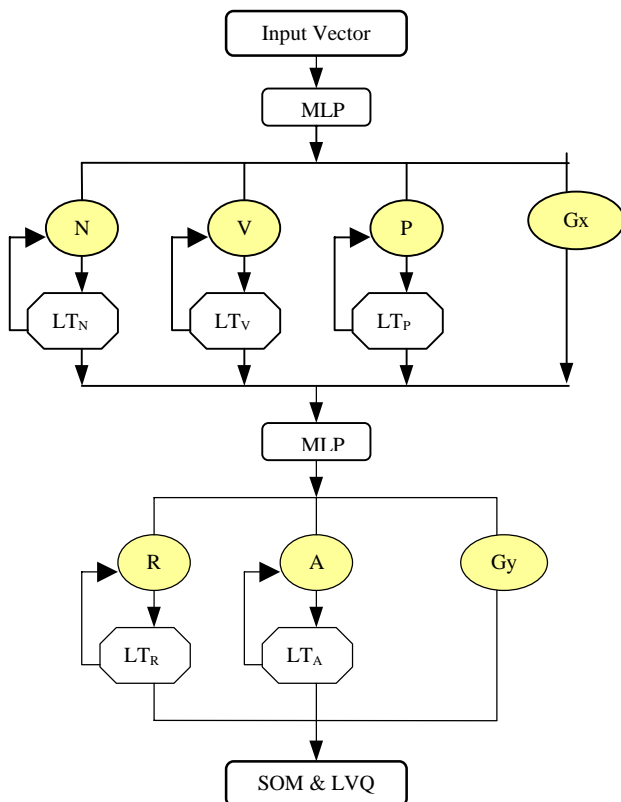 Input Vector
MLP
N V P Gx
LTN LTV LTP
MLP
R A Gy
LTR LTA
SOM & LVQ